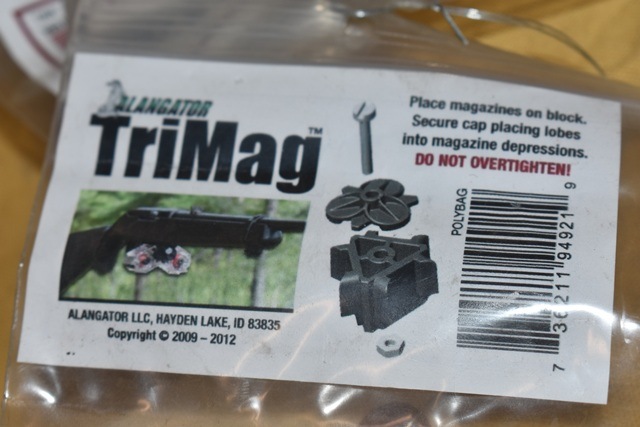 ALANGATOR
TriMag™
Place magazines on block.
Secure cap placing lobes
into magazine depressions.
DO NOT OVERTIGHTEN!
POLYBAG
7 36211 94921 9
ALANGATOR LLC, HAYDEN LAKE, ID 83835
Copyright © 2009 – 2012